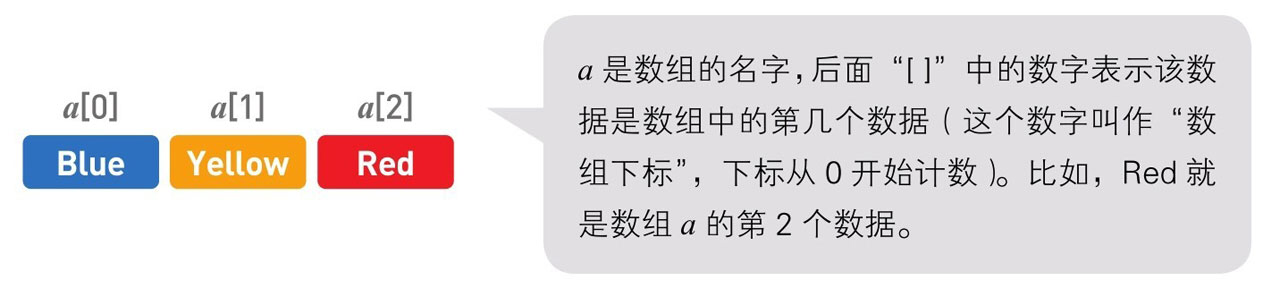 a[0] a[1] a[2]
Blue Yellow Red
a 是数组的名字，后面“[ ]”中的数字表示该数
据是数组中的第几个数据（这个数字叫作“数
组下标”，下标从 0 开始计数）。比如，Red 就
是数组 a 的第 2 个数据。